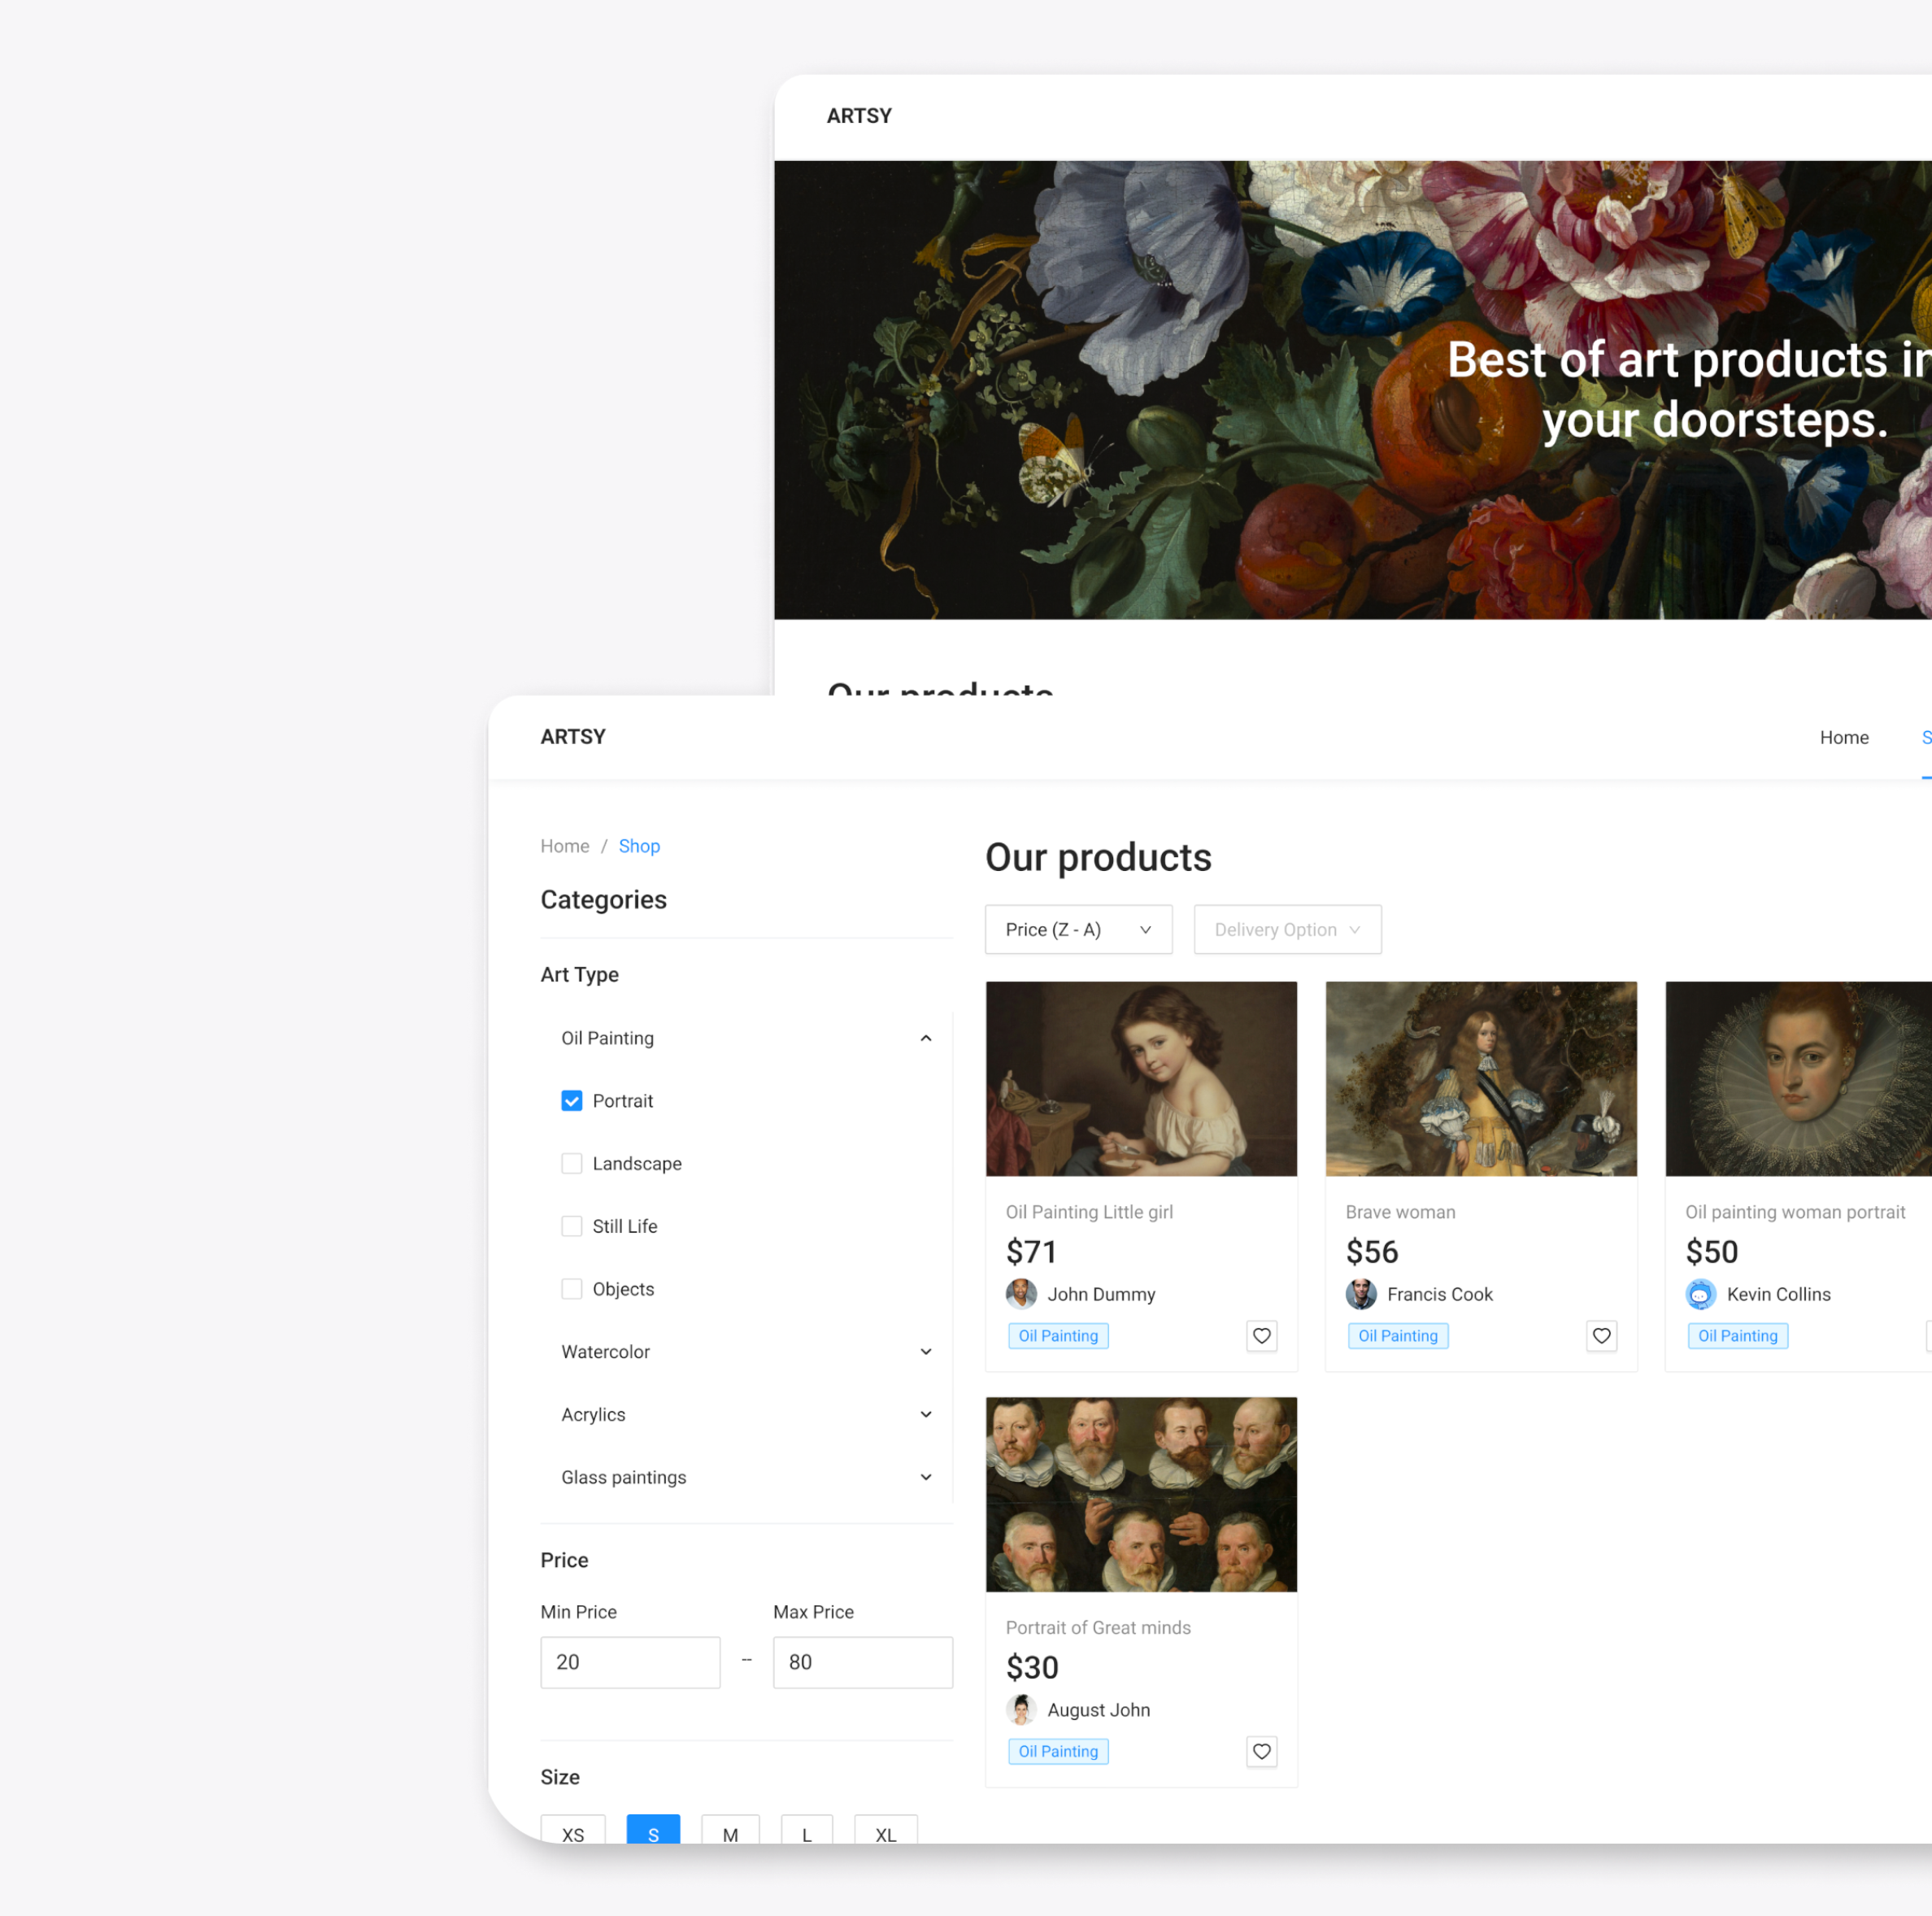 ARTSY
Best of art products in
your doorsteps.
Our products
ARTSY
Home
Home / Shop
Categories
Art Type
Oil Painting
Portrait
Landscape
Still Life
Objects
Watercolor
Acrylics
Glass paintings
Price
Min Price
Max Price
20
--
80
Size
XS
S
M
L
XL
Our products
Price (Z - A)
Delivery Option
Oil Painting Little girl
$71
John Dummy
Oil Painting
Brave woman
$56
Francis Cook
Oil Painting
Oil painting woman portrait
$50
Kevin Collins
Oil Painting
Portrait of Great minds
$30
August John
Oil Painting